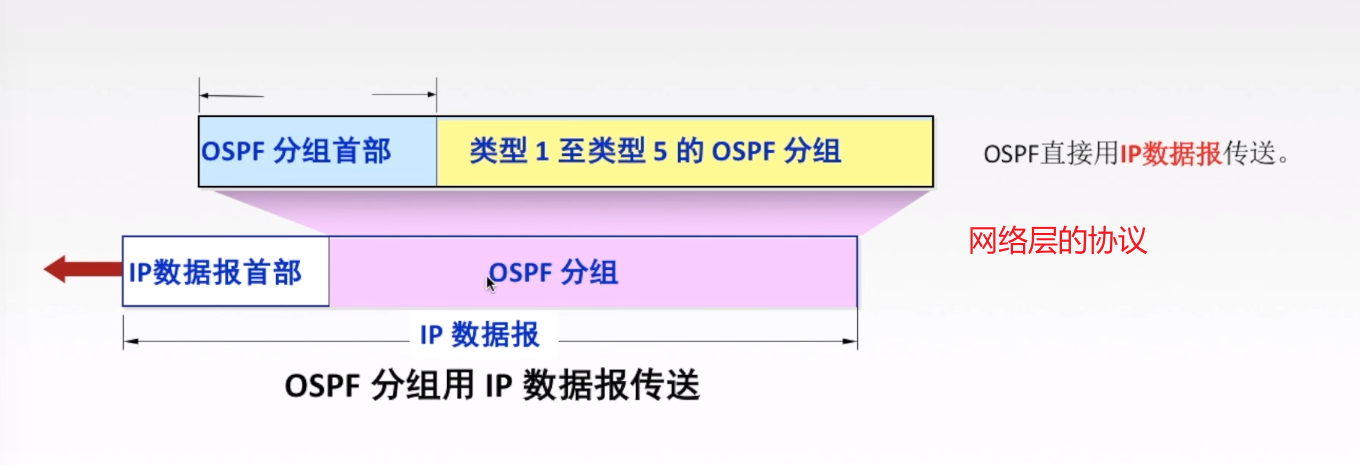 OSPF 分组首部
类型 1 至类型 5 的 OSPF 分组
OSPF直接用IP数据报传送。
网络层的协议
IP数据报首部
OSPF 分组
IP 数据报
OSPF 分组用 IP 数据报传送